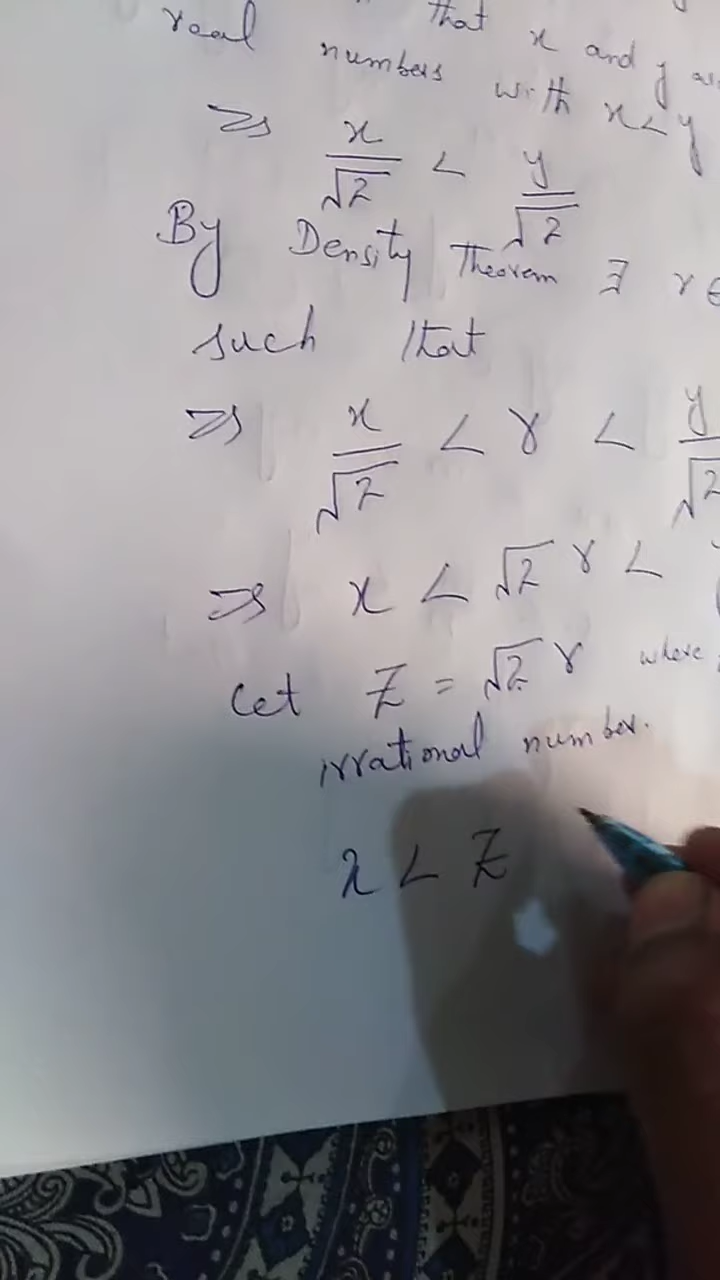 that x and y
real numbers with x < y
⇒ x/√2 < y/√2
By Density Theorem ∃ r ∈
such that
⇒ x/√2 < r < y/√2
⇒ x < √2 r <
Let Z = √2 r where
irrational number.
x < Z